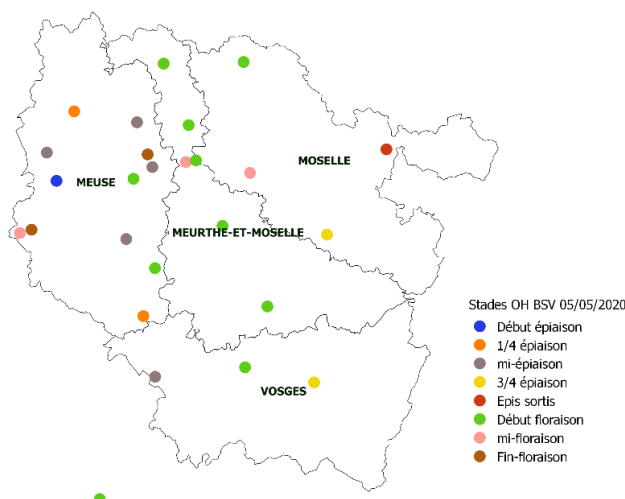 MOSELLE
MEUSE
MEURTHE-ET-MOSELLE
VOSGES
Stades OH BSV 05/05/2020
Début épiaison
1/4 épiaison
mi-épiaison
3/4 épiaison
Epis sortis
Début floraison
mi-floraison
Fin-floraison